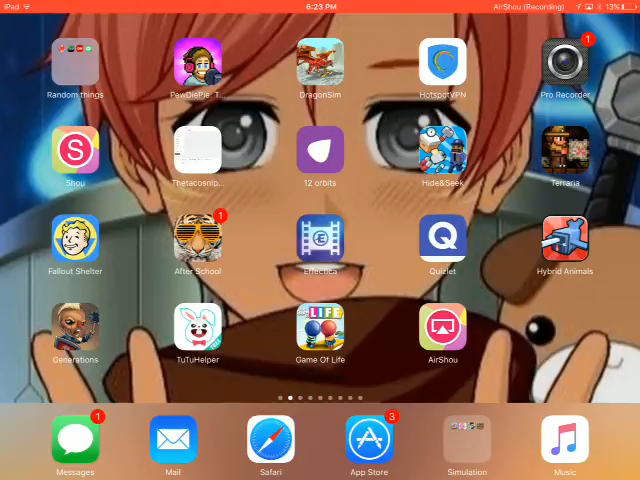 iPad 6:23 PM AirShou (Recording) 13%
1
Random things PewDiePie: T... DragonSim HotspotVPN Pro Recorder
Shou Thetacosnip... 12 orbits Hide&Seek Terraria
1
Fallout Shelter After School Effectica Quizlet Hybrid Animals
LIFE
Generations TuTuHelper Game Of Life AirShou
1 3
Messages Mail Safari App Store Simulation Music